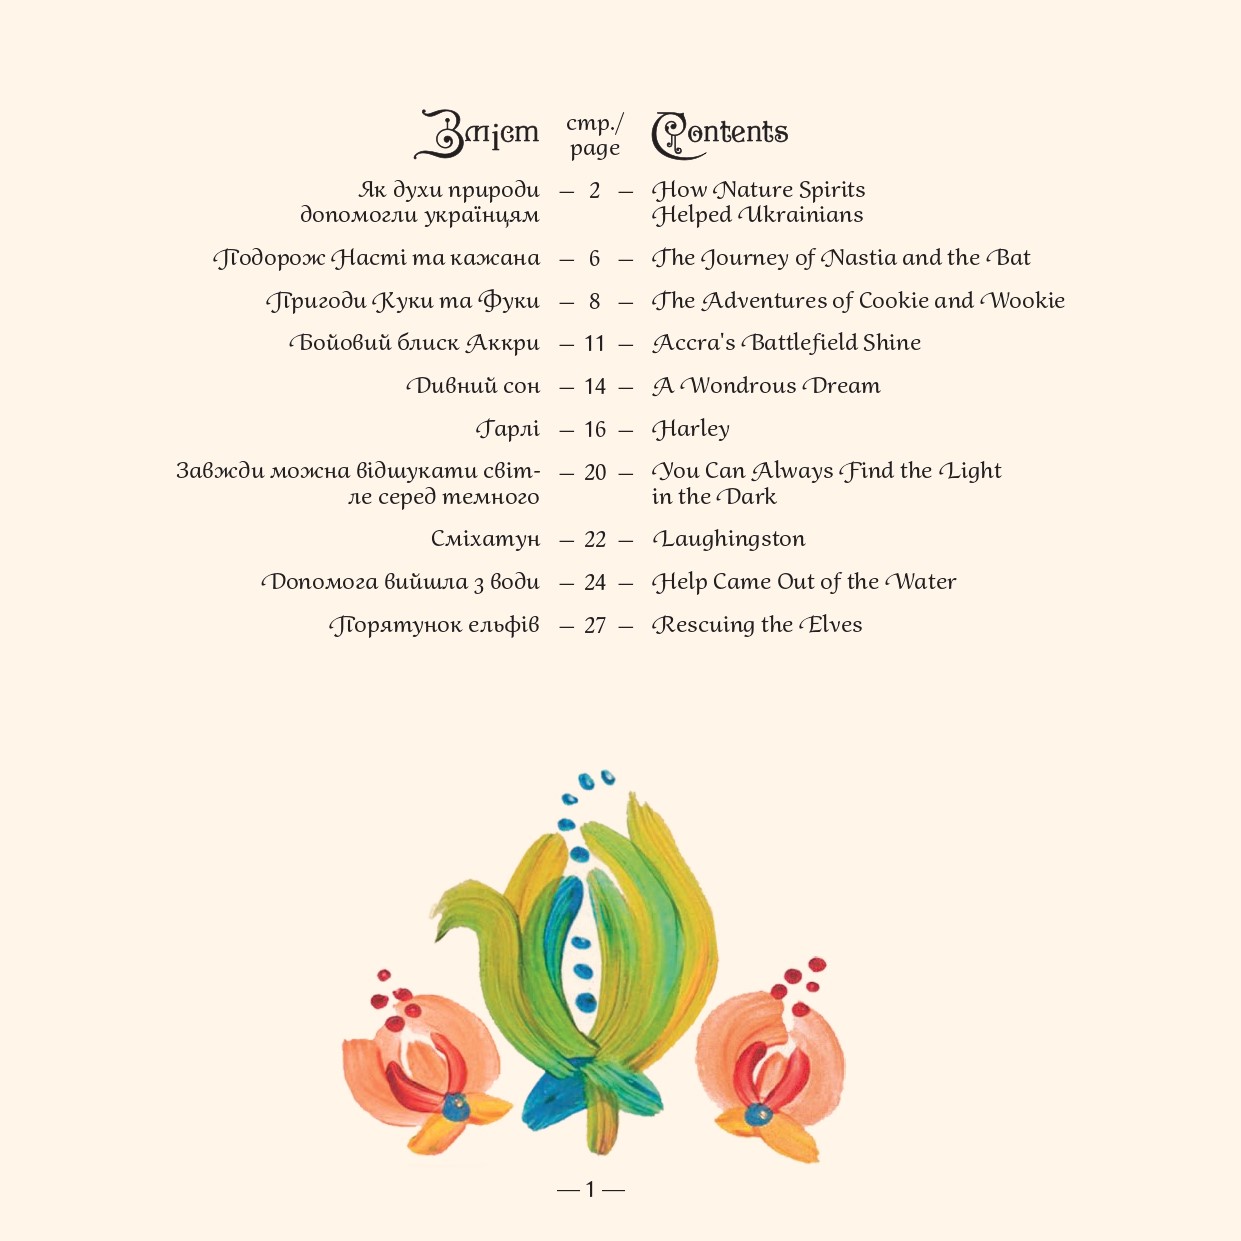 Зміст стр./ Contents
page
Як духи природи — 2 — How Nature Spirits
допомогли українцям Helped Ukrainians
Подорож Насті та кажана — 6 — The Journey of Nastia and the Bat
Пригоди Куки та Фуки — 8 — The Adventures of Cookie and Wookie
Бойовий блиск Аккри — 11 — Accra's Battlefield Shine
Дивний сон — 14 — A Wondrous Dream
Гарлі — 16 — Harley
Завжди можна відшукати світ- — 20 — You Can Always Find the Light
ле серед темного in the Dark
Сміхатун — 22 — Laughingston
Допомога вийшла з води — 24 — Help Came Out of the Water
Порятунок ельфів — 27 — Rescuing the Elves
— 1 —